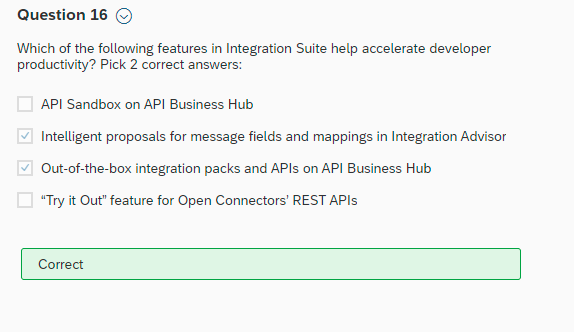 Question 16
Which of the following features in Integration Suite help accelerate developer
productivity? Pick 2 correct answers:
API Sandbox on API Business Hub
Intelligent proposals for message fields and mappings in Integration Advisor
Out-of-the-box integration packs and APIs on API Business Hub
“Try it Out” feature for Open Connectors’ REST APIs
Correct